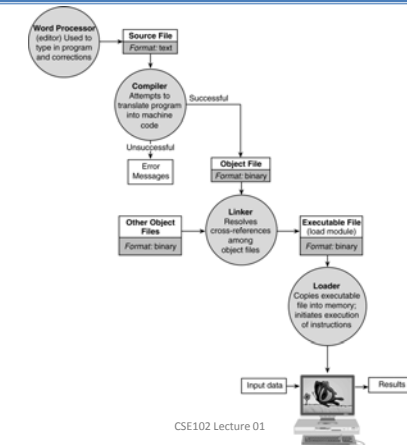 Word Processor
(editor) Used to
type in program
and corrections
Source File
Format: text
Compiler
Attempts to
translate program
into machine
code
Successful
Unsuccessful
Error
Messages
Object File
Format: binary
Other Object
Files
Format: binary
Linker
Resolves
cross-references
among
object files
Executable File
(load module)
Format: binary
Loader
Copies executable
file into memory;
initiates execution
of instructions
Input data
Results
CSE102 Lecture 01